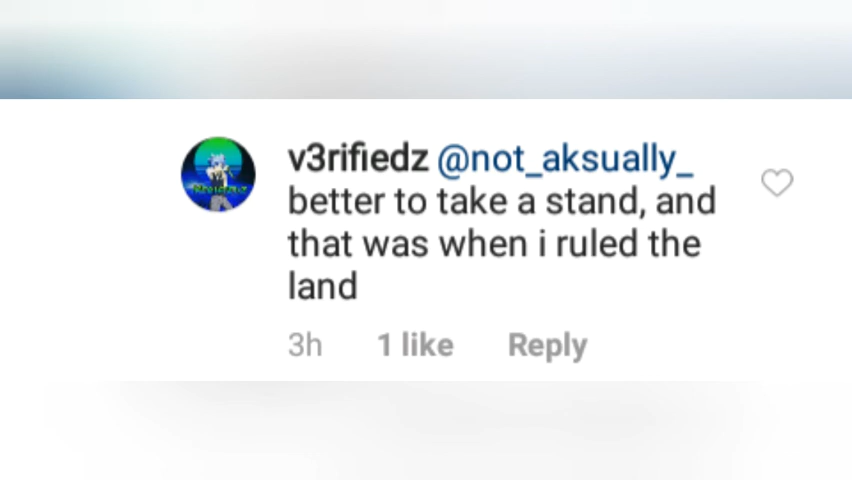 v3rifiedz @not_aksually_
better to take a stand, and
that was when i ruled the
land
3h 1 like Reply